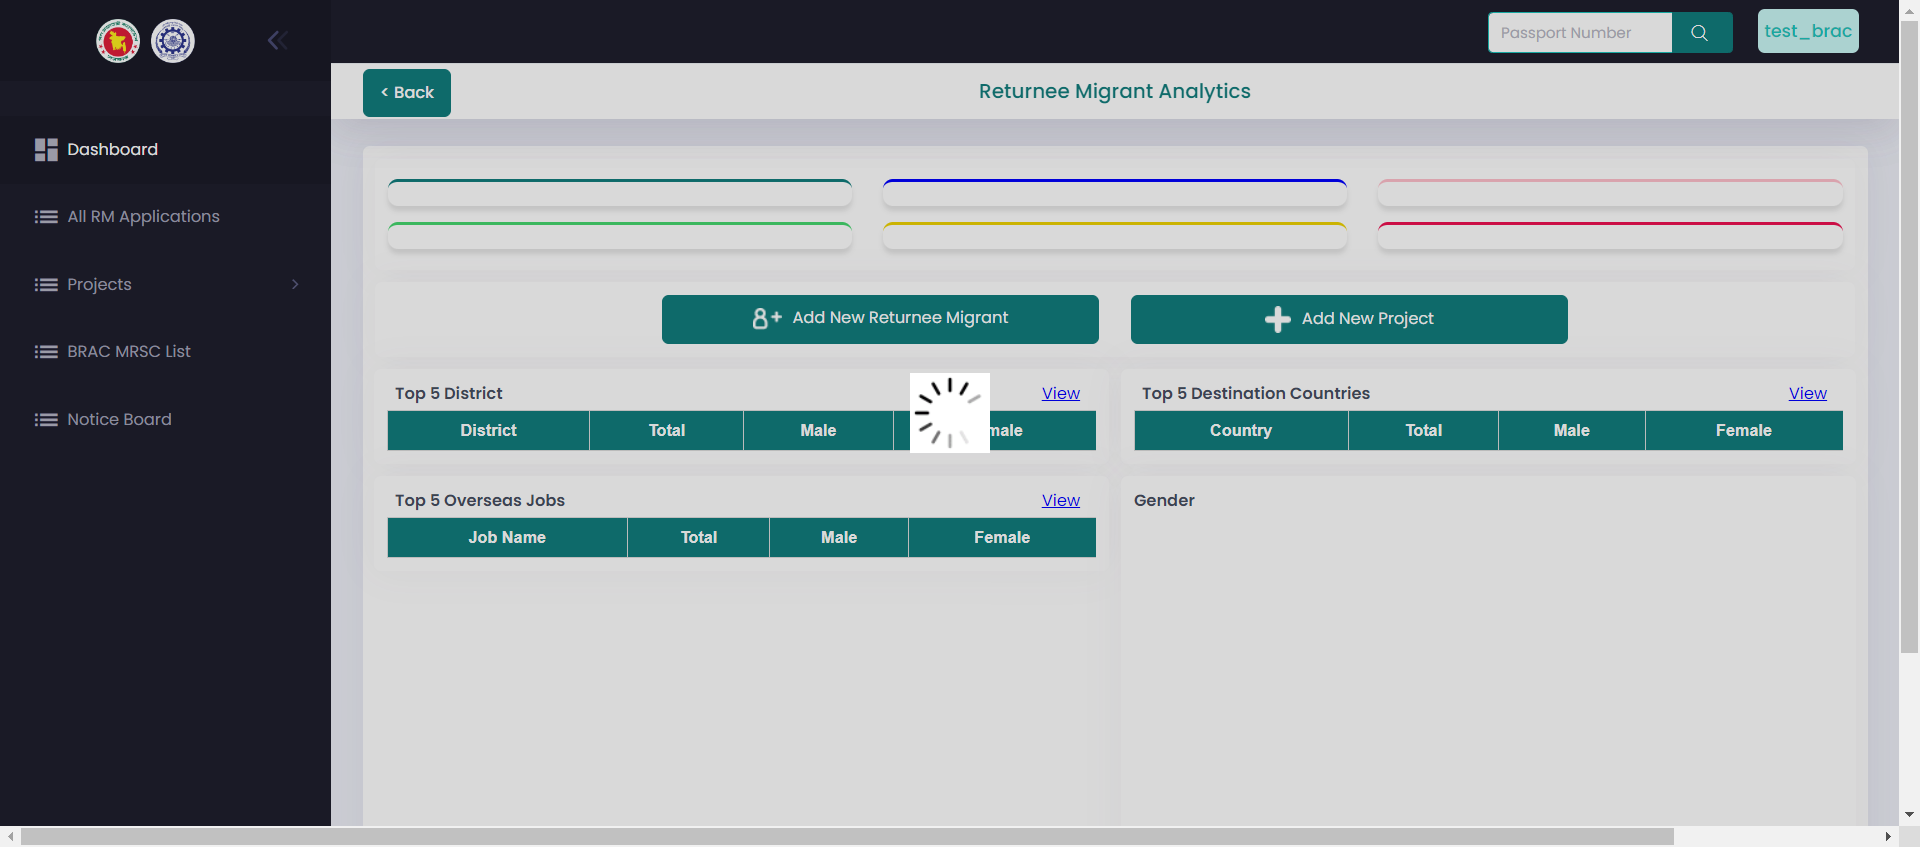 Passport Number
test_brac
< Back
Returnee Migrant Analytics
Dashboard
All RM Applications
Projects
BRAC MRSC List
Notice Board
Add New Returnee Migrant
Add New Project
Top 5 District
View
District Total Male male
Top 5 Destination Countries
View
Country Total Male Female
Top 5 Overseas Jobs
View
Job Name Total Male Female
Gender